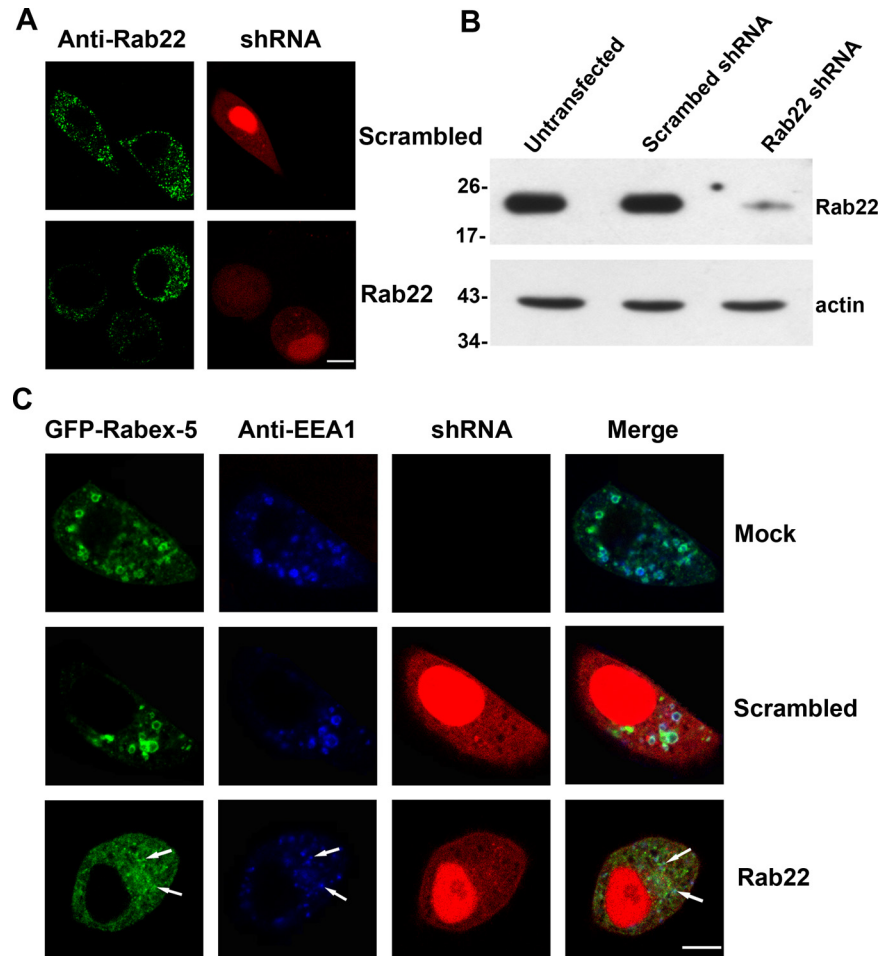 A
Anti-Rab22 shRNA
Scrambled
Rab22
B
Untransfected
Scrambed shRNA
Rab22 shRNA
26-
Rab22
17-
43-
actin
34-
C
GFP-Rabex-5 Anti-EEA1 shRNA Merge
Mock
Scrambled
Rab22